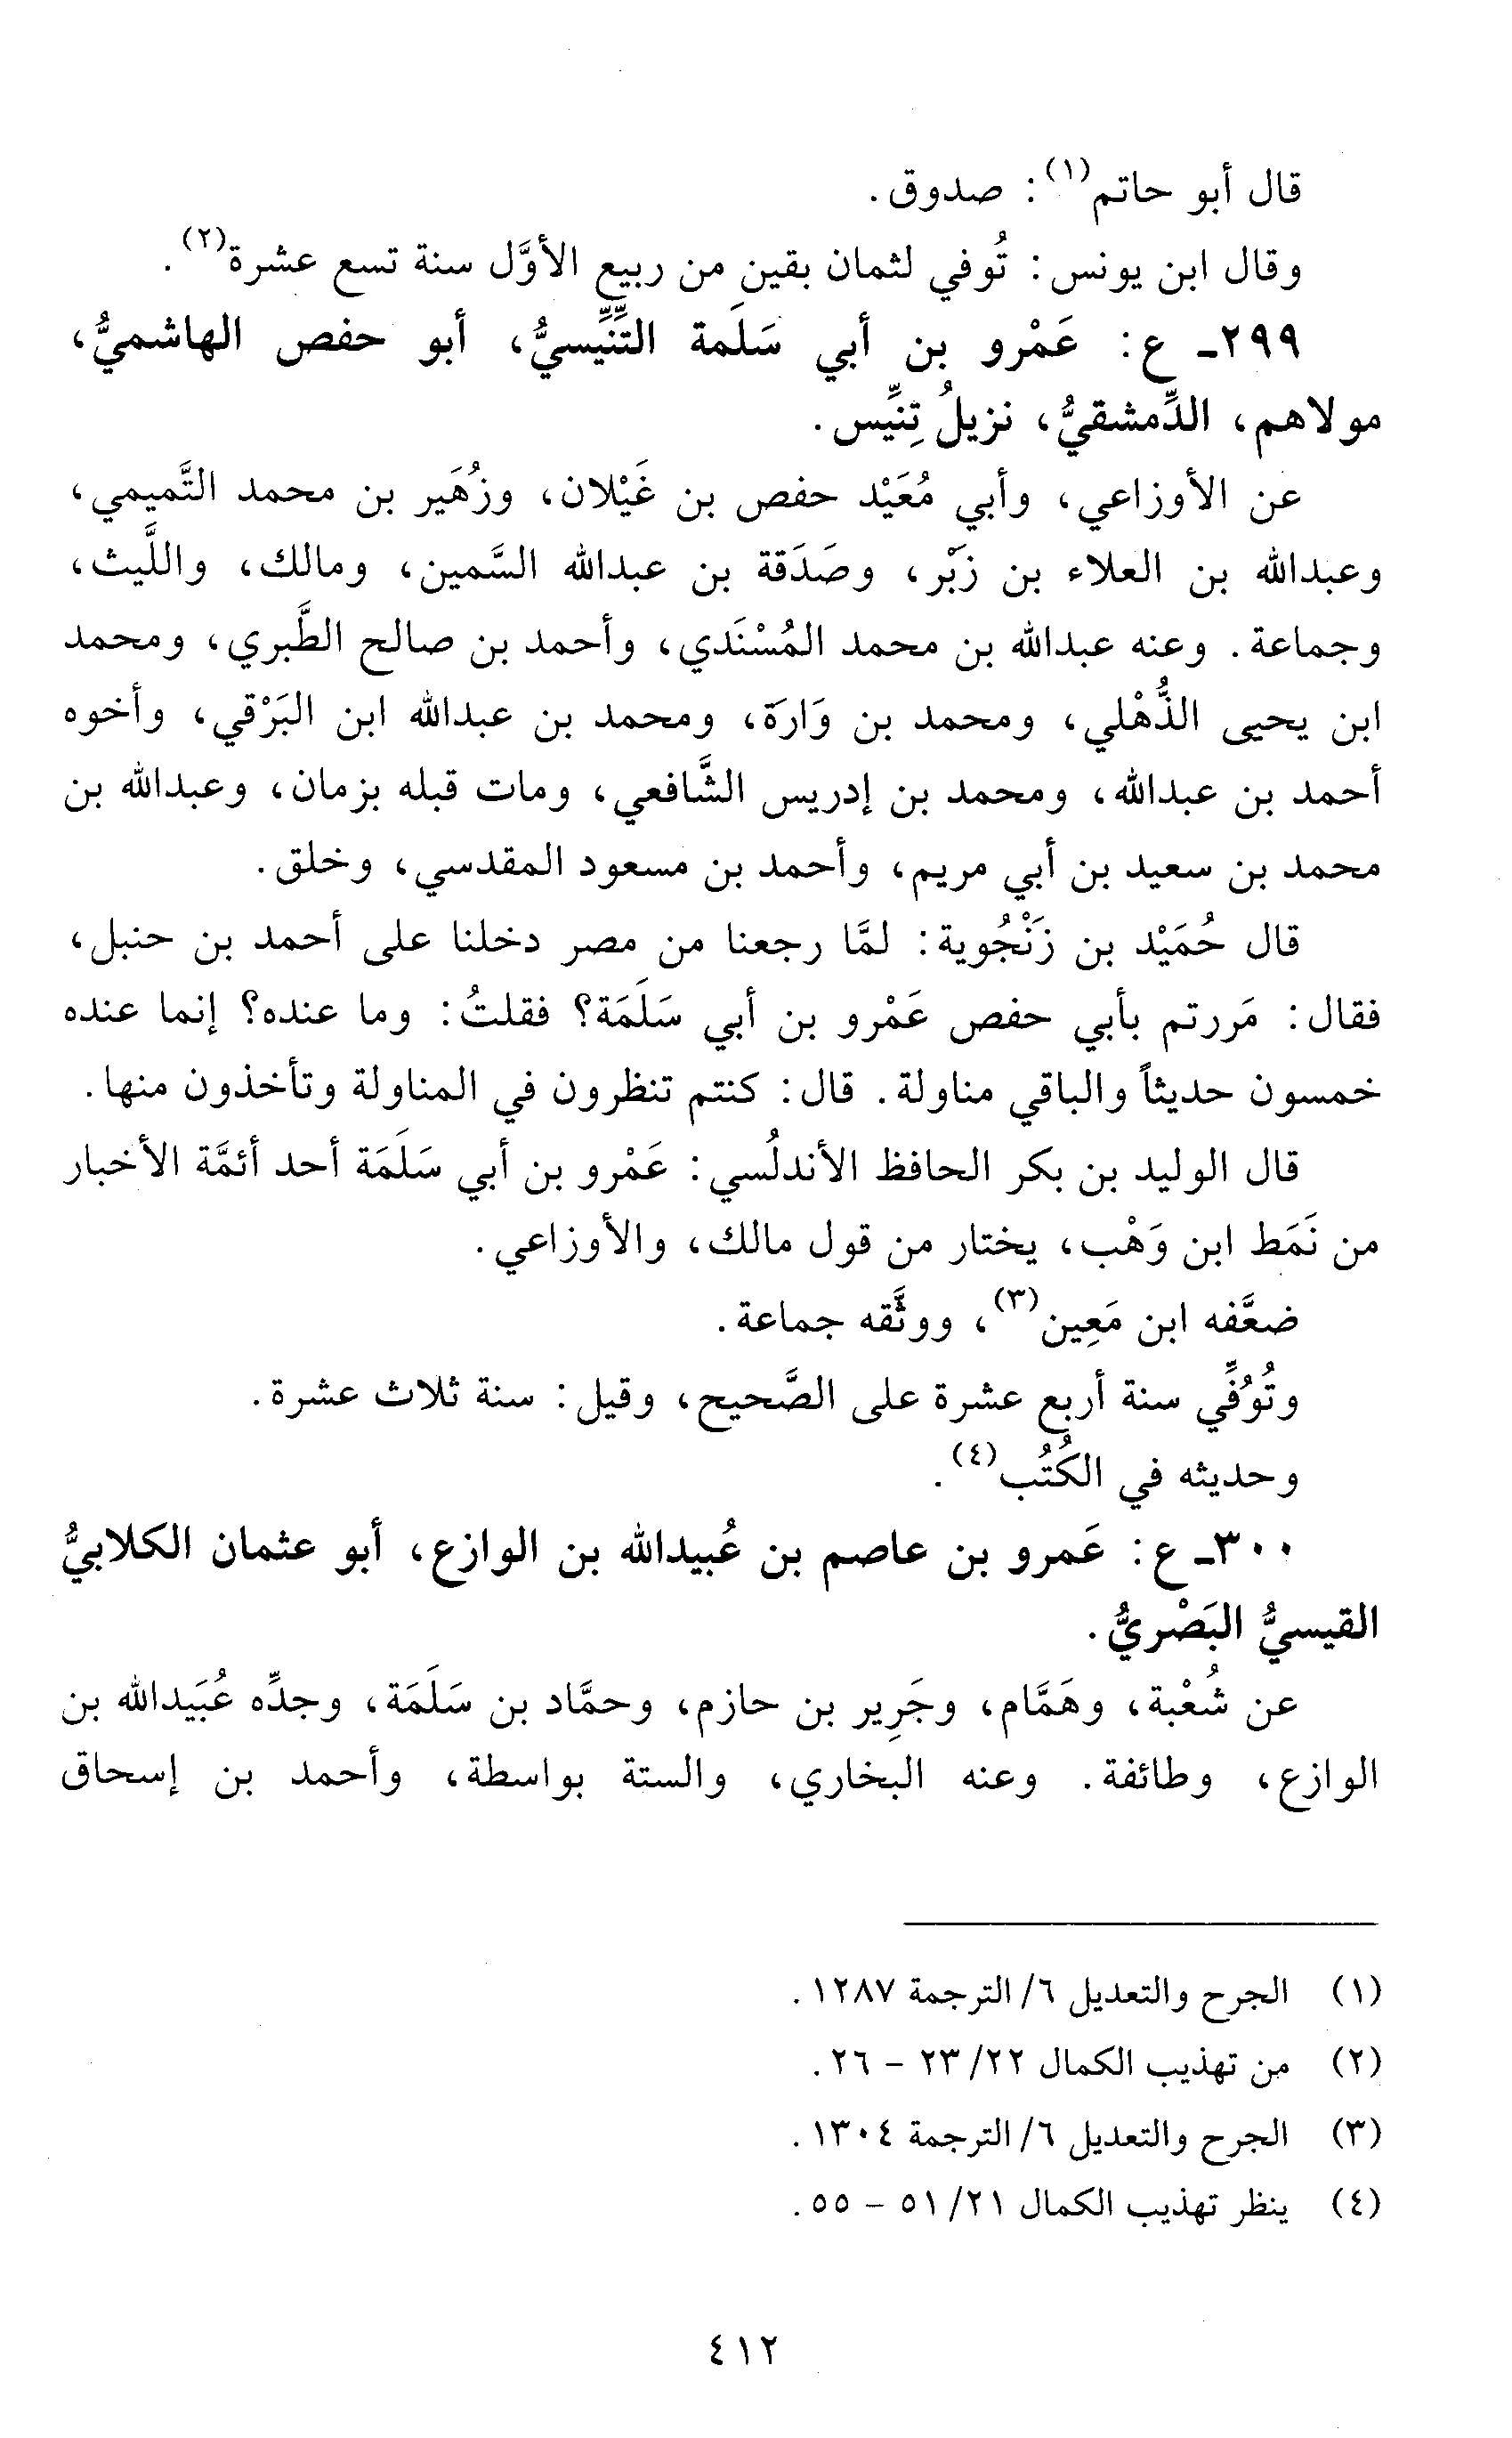 قال أبو حاتم(١): صدوق.
وقال ابن يونس: تُوفي لثمان بقين من ربيع الأوَّل سنة تسع عشرة(٢).
٢٩٩ـ ع: عَمْرو بن أبي سَلَمة التِّنِّيسيُّ، أبو حفص الهاشميُّ،
مولاهم، الدِّمشقيُّ، نزيلُ تِنِّيس.
عن الأوزاعي، وأبي مُعَيْد حفص بن غَيْلان، وزُهَير بن محمد التَّميمي،
وعبدالله بن العلاء بن زَبْر، وصَدَقة بن عبدالله السَّمين، ومالك، واللَّيث،
وجماعة. وعنه عبدالله بن محمد المُسْنَدي، وأحمد بن صالح الطَّبري، ومحمد
ابن يحيى الذُّهْلي، ومحمد بن وَارَة، ومحمد بن عبدالله ابن البَرْقي، وأخوه
أحمد بن عبدالله، ومحمد بن إدريس الشَّافعي، ومات قبله بزمان، وعبدالله بن
محمد بن سعيد بن أبي مريم، وأحمد بن مسعود المقدسي، وخلق.
قال حُمَيْد بن زَنْجُوية: لمَّا رجعنا من مصر دخلنا على أحمد بن حنبل،
فقال: مَررتم بأبي حفص عَمْرو بن أبي سَلَمَة؟ فقلتُ: وما عنده؟ إنما عنده
خمسون حديثاً والباقي مناولة. قال: كنتم تنظرون في المناولة وتأخذون منها.
قال الوليد بن بكر الحافظ الأندلُسي: عَمْرو بن أبي سَلَمَة أحد أئمَّة الأخبار
من نَمَط ابن وَهْب، يختار من قول مالك، والأوزاعي.
ضعَّفه ابن مَعِين(٣)، ووثَّقه جماعة.
وتُوُفِّي سنة أربع عشرة على الصَّحيح، وقيل: سنة ثلاث عشرة.
وحديثه في الكُتُب(٤).
٣٠٠ـ ع: عَمرو بن عاصم بن عُبيدالله بن الوازع، أبو عثمان الكلابيُّ
القيسيُّ البَصْريُّ.
عن شُعْبة، وهَمَّام، وجَرِير بن حازم، وحمَّاد بن سَلَمَة، وجدِّه عُبَيدالله بن
الوازع، وطائفة. وعنه البخاري، والستة بواسطة، وأحمد بن إسحاق
(١) الجرح والتعديل ٦/ الترجمة ١٢٨٧.
(٢) من تهذيب الكمال ٢٢/ ٢٣ - ٢٦.
(٣) الجرح والتعديل ٦/ الترجمة ١٣٠٤.
(٤) ينظر تهذيب الكمال ٢١/ ٥١ - ٥٥.
٤١٢